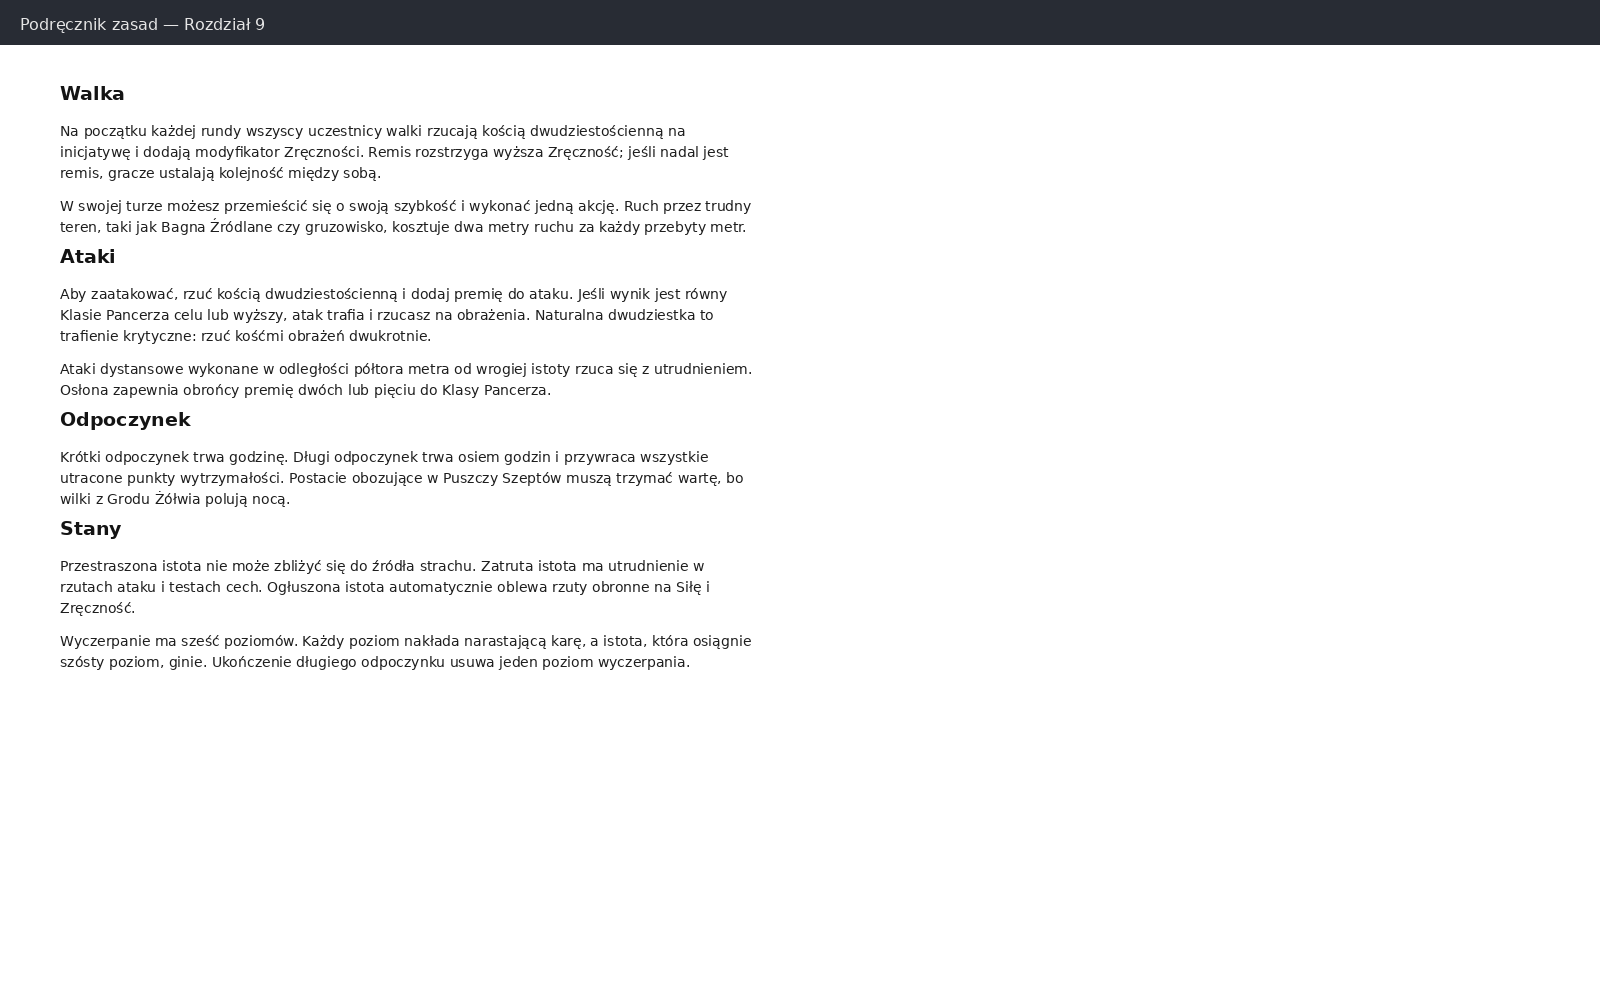 Podręcznik zasad — Rozdział 9
Walka
Na początku każdej rundy wszyscy uczestnicy walki rzucają kością dwudziestościenną na
inicjatywę i dodają modyfikator Zręczności. Remis rozstrzyga wyższa Zręczność; jeśli nadal jest
remis, gracze ustalają kolejność między sobą.
W swojej turze możesz przemieścić się o swoją szybkość i wykonać jedną akcję. Ruch przez trudny
teren, taki jak Bagna Źródlane czy gruzowisko, kosztuje dwa metry ruchu za każdy przebyty metr.
Ataki
Aby zaatakować, rzuć kością dwudziestościenną i dodaj premię do ataku. Jeśli wynik jest równy
Klasie Pancerza celu lub wyższy, atak trafia i rzucasz na obrażenia. Naturalna dwudziestka to
trafienie krytyczne: rzuć kośćmi obrażeń dwukrotnie.
Ataki dystansowe wykonane w odległości półtora metra od wrogiej istoty rzuca się z utrudnieniem.
Osłona zapewnia obrońcy premię dwóch lub pięciu do Klasy Pancerza.
Odpoczynek
Krótki odpoczynek trwa godzinę. Długi odpoczynek trwa osiem godzin i przywraca wszystkie
utracone punkty wytrzymałości. Postacie obozujące w Puszczy Szeptów muszą trzymać wartę, bo
wilki z Grodu Żółwia polują nocą.
Stany
Przestraszona istota nie może zbliżyć się do źródła strachu. Zatruta istota ma utrudnienie w
rzutach ataku i testach cech. Ogłuszona istota automatycznie oblewa rzuty obronne na Siłę i
Zręczność.
Wyczerpanie ma sześć poziomów. Każdy poziom nakłada narastającą karę, a istota, która osiągnie
szósty poziom, ginie. Ukończenie długiego odpoczynku usuwa jeden poziom wyczerpania.